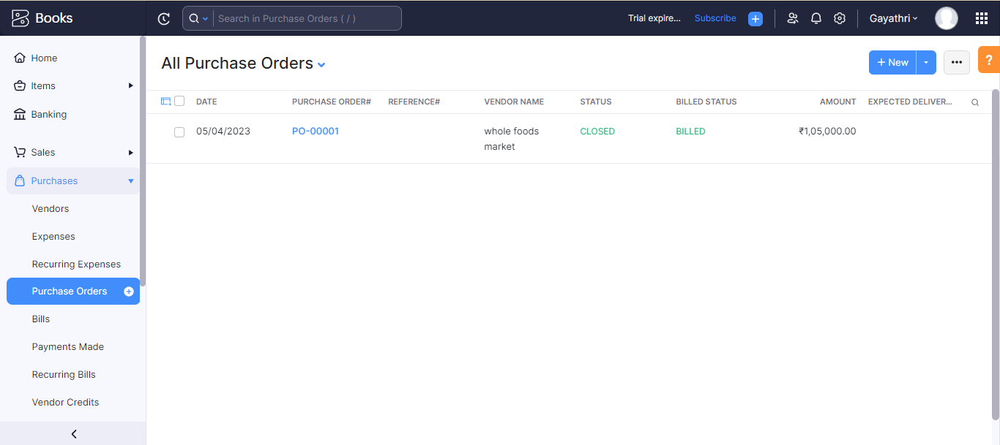 Books
Search in Purchase Orders ( / )
Trial expire...
Subscribe
Gayathri
Home
Items
Banking
Sales
Purchases
Vendors
Expenses
Recurring Expenses
Purchase Orders
Bills
Payments Made
Recurring Bills
Vendor Credits
All Purchase Orders
+ New
?
DATE PURCHASE ORDER# REFERENCE# VENDOR NAME STATUS BILLED STATUS AMOUNT EXPECTED DELIVER...
05/04/2023 PO-00001 whole foods CLOSED BILLED ₹1,05,000.00
market